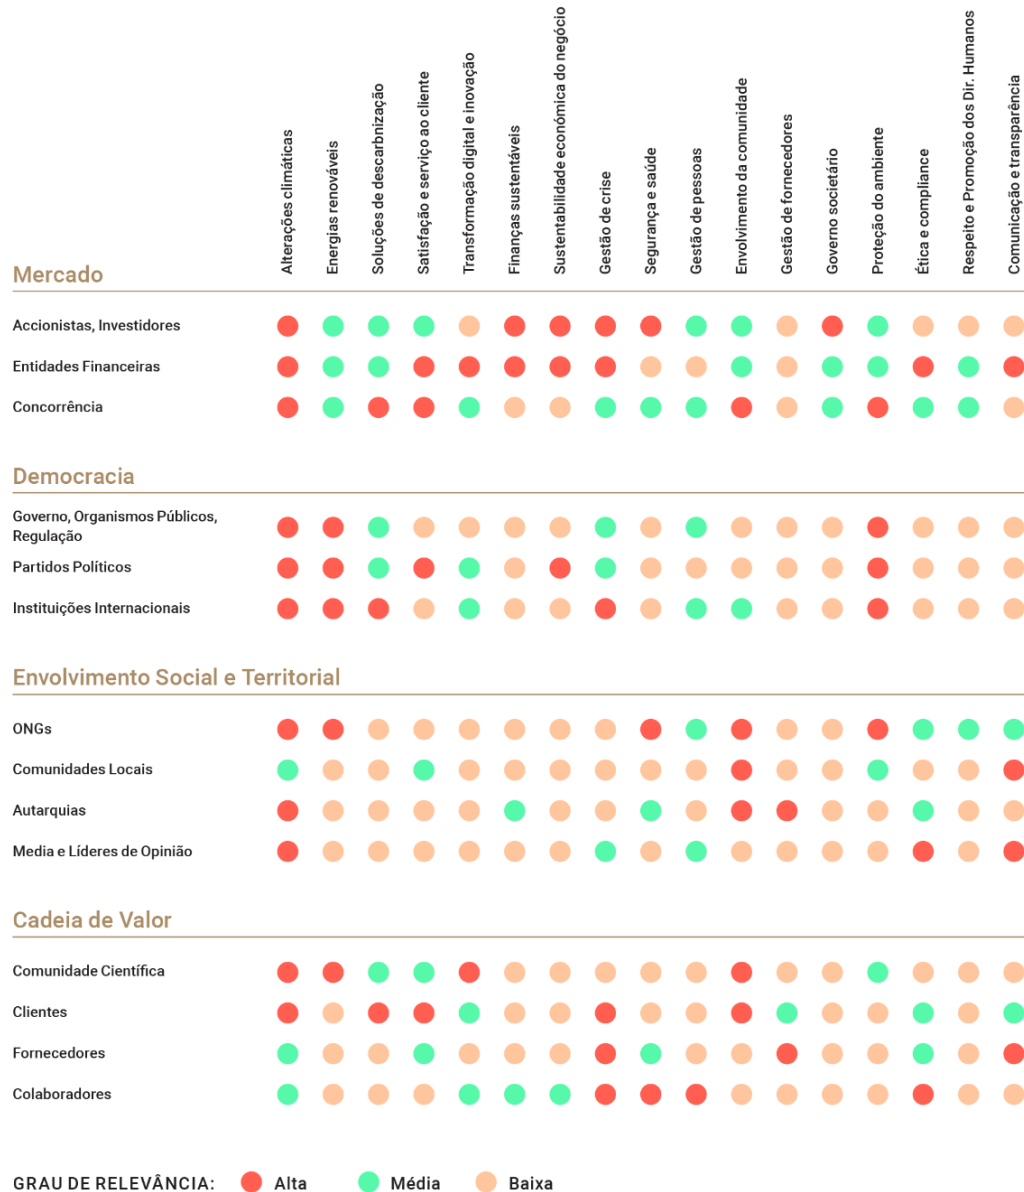 Alterações climáticas
Energias renováveis
Soluções de descarbnização
Satisfação e serviço ao cliente
Transformação digital e inovação
Finanças sustentáveis
Sustentabilidade económica do negócio
Gestão de crise
Segurança e saúde
Gestão de pessoas
Envolvimento da comunidade
Gestão de fornecedores
Governo societário
Proteção do ambiente
Ética e compliance
Respeito e Promoção dos Dir. Humanos
Comunicação e transparência
Mercado
Accionistas, Investidores
Entidades Financeiras
Concorrência
Democracia
Governo, Organismos Públicos,
Regulação
Partidos Políticos
Instituições Internacionais
Envolvimento Social e Territorial
ONGs
Comunidades Locais
Autarquias
Media e Líderes de Opinião
Cadeia de Valor
Comunidade Científica
Clientes
Fornecedores
Colaboradores
GRAU DE RELEVÂNCIA: Alta Média Baixa